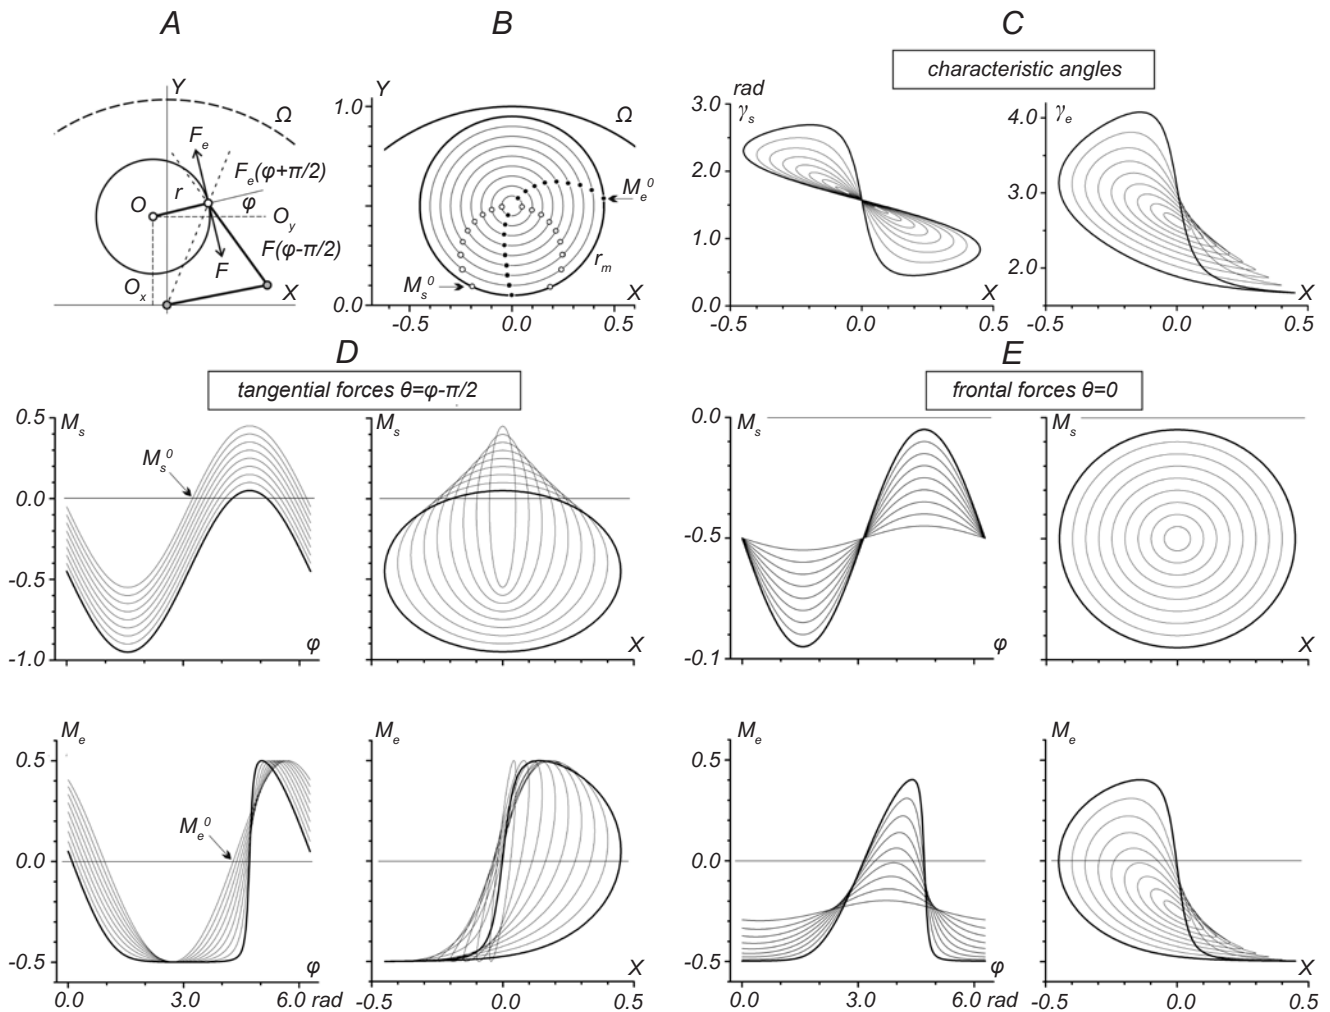 A
B
C
characteristic angles
Y
Ω
F_e
F_e(φ+π/2)
r
φ
O
O_y
F(φ-π/2)
F
O_x
X
Y
1.0
Ω
M_e^0
r_m
M_s^0
0.0
X
-0.5 0.0 0.5
rad
3.0 γ_s
2.0
1.0
0.0 X
-0.5 0.0 0.5
γ_e
4.0
3.0
2.0
X
-0.5 0.0 0.5
D
tangential forces θ=φ-π/2
0.5 M_s
M_s^0
0.0
-0.5
-1.0 φ
M_s
X
E
frontal forces θ=0
0.0 M_s
-0.5
-0.1 φ
M_s
X
M_e
0.5
M_e^0
0.0
-0.5 φ
0.0 3.0 6.0 rad
M_e
X
-0.5 0.0 0.5
M_e
0.5
0.0
-0.5 φ
0.0 3.0 6.0 rad
M_e
X
-0.5 0.0 0.5